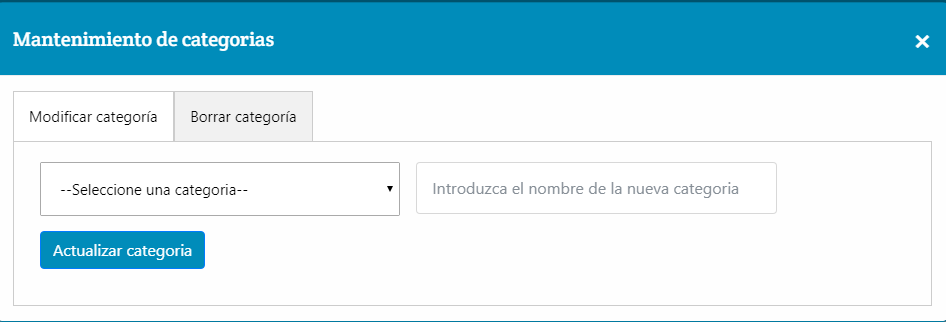 Mantenimiento de categorias
×
Modificar categoría
Borrar categoría
--Seleccione una categoria--
Introduzca el nombre de la nueva categoria
Actualizar categoria